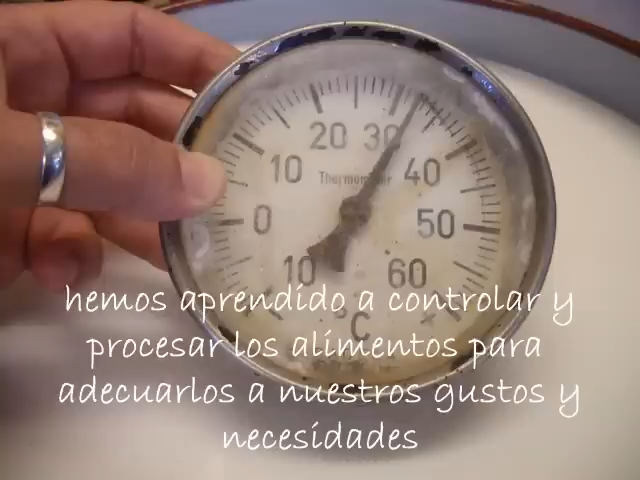 20 30
10 Thermometer 40
0 50
10 60
°C
hemos aprendido a controlar y
procesar los alimentos para
adecuarlos a nuestros gustos y
necesidades